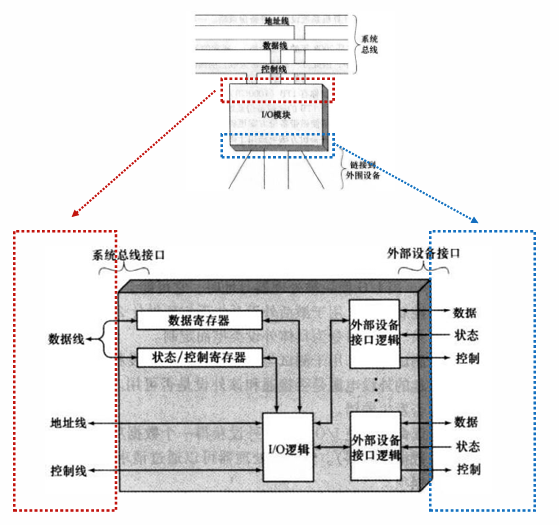 地址线
数据线
控制线
系统
总线
I/O模块
链接到
外围设备
系统总线接口
外部设备接口
数据寄存器
状态/控制寄存器
数据线
地址线
控制线
I/O逻辑
外部设备
接口逻辑
数据
状态
控制
外部设备
接口逻辑
数据
状态
控制